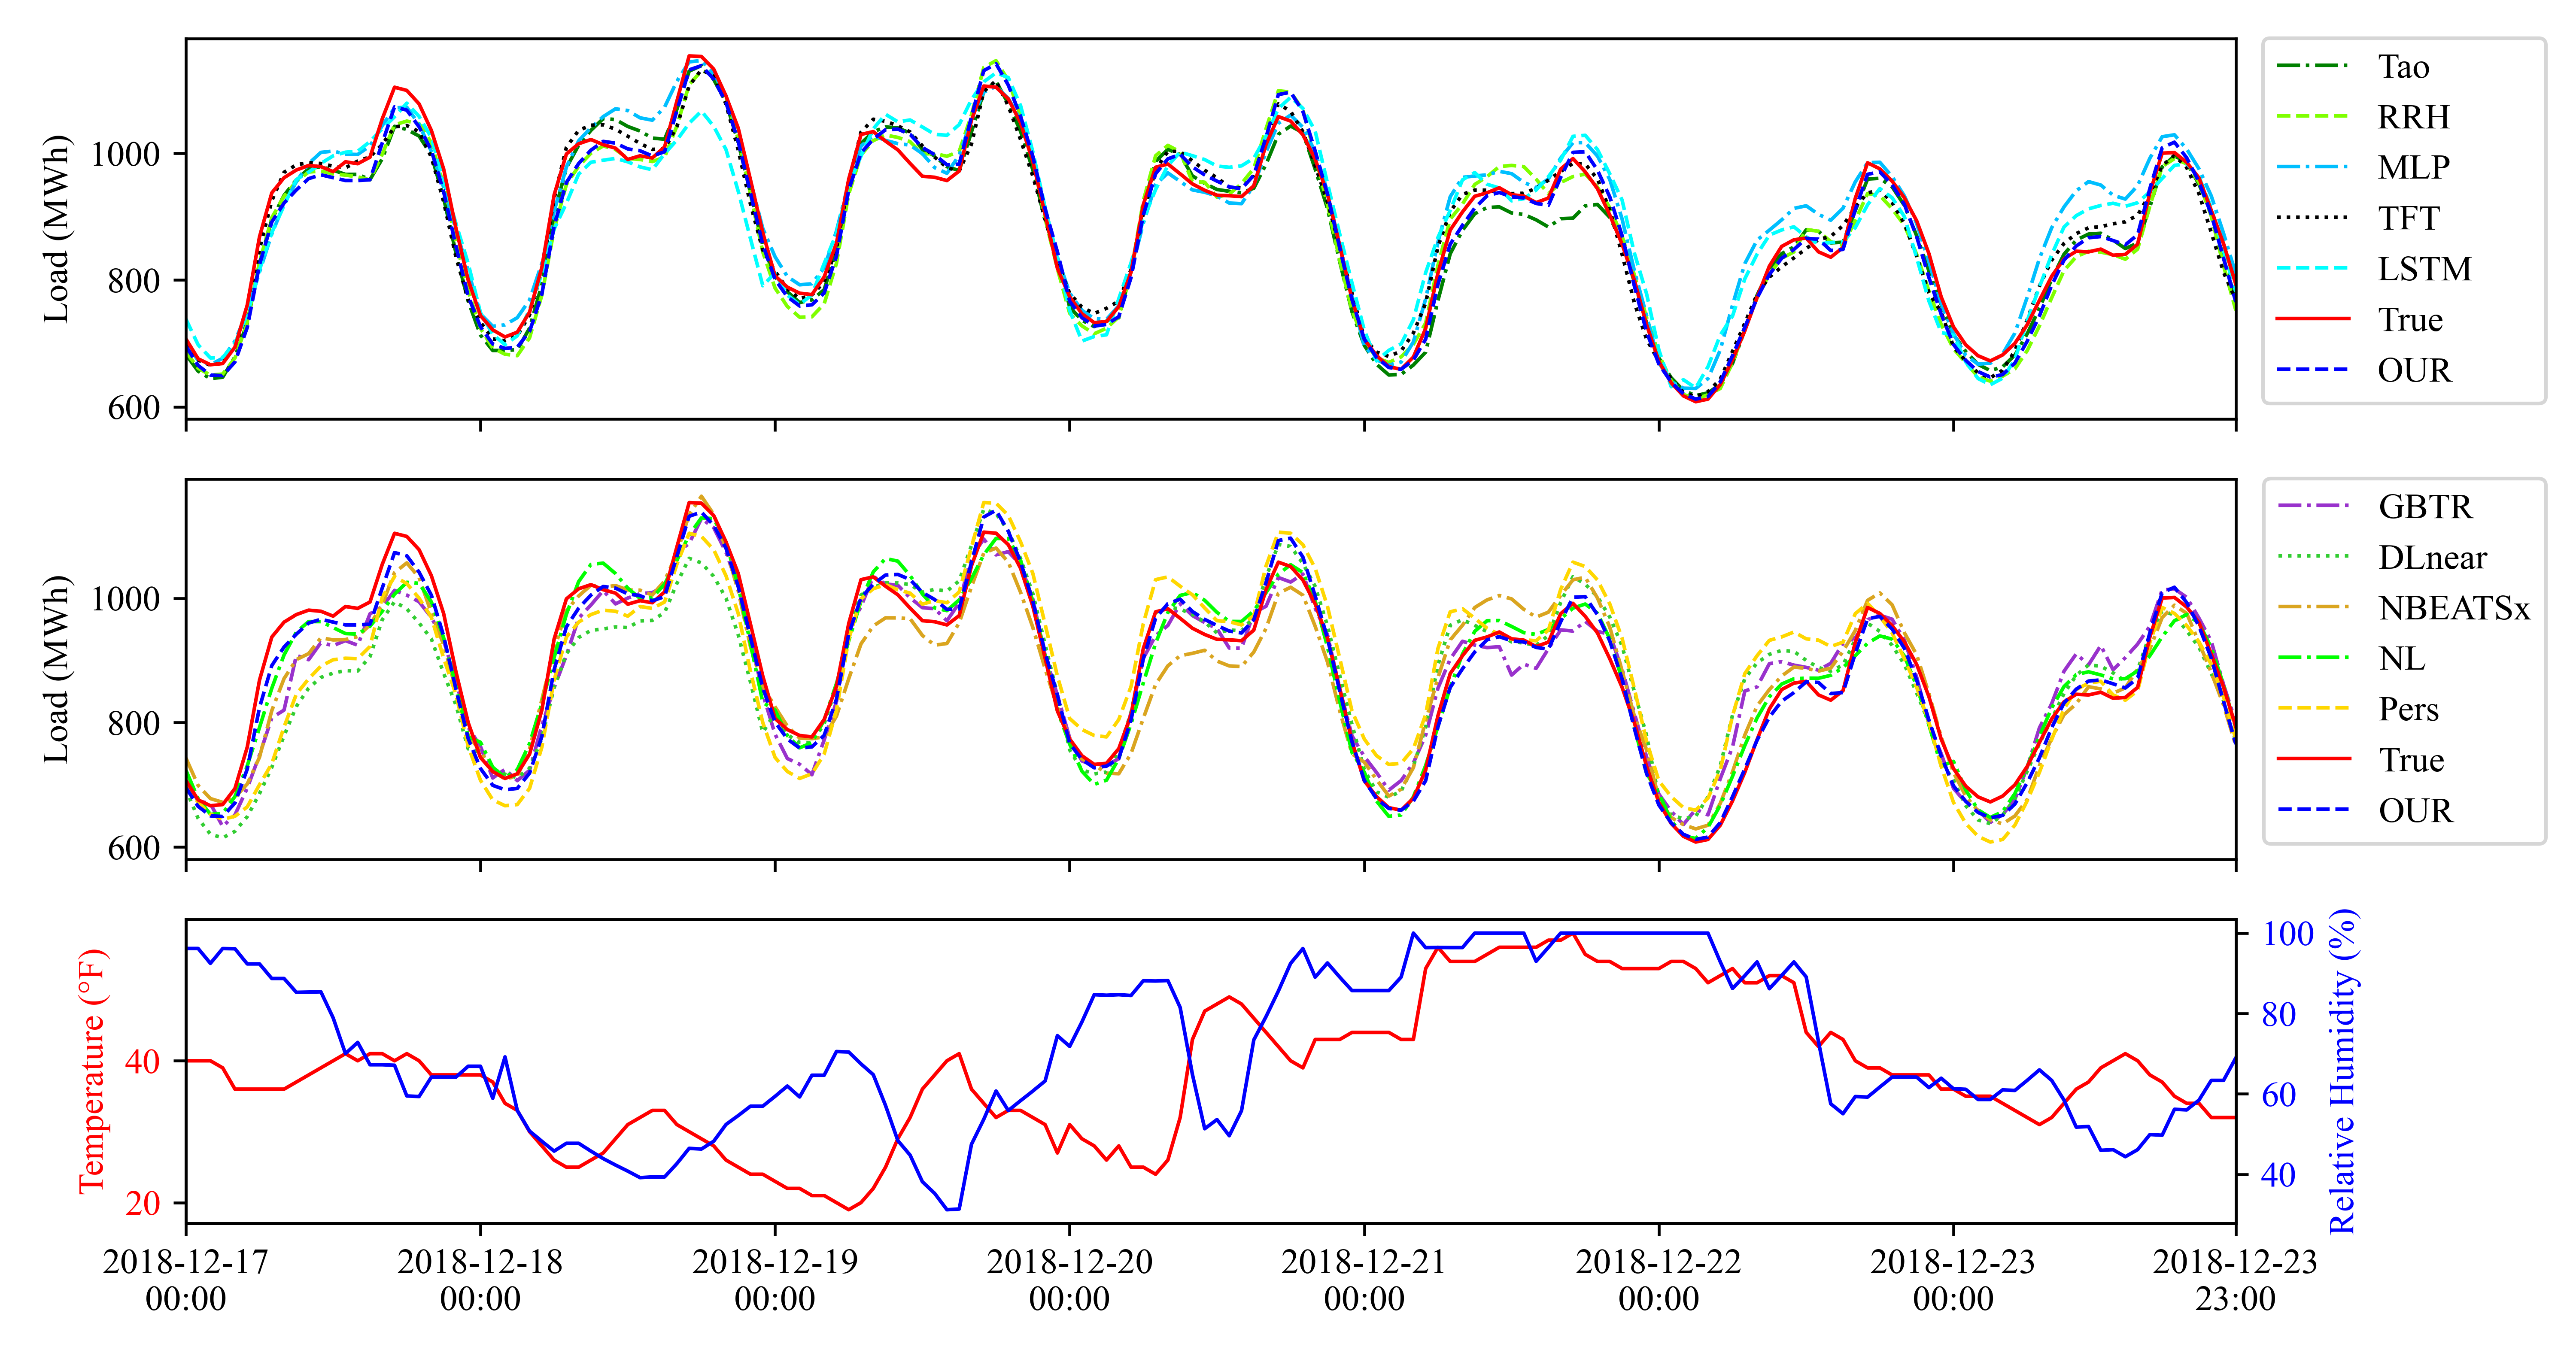 Load (MWh)
1000
800
600
Tao
RRH
MLP
TFT
LSTM
True
OUR
Load (MWh)
1000
800
600
GBTR
DLnear
NBEATSx
NL
Pers
True
OUR
Temperature (°F)
40
20
100
80
60
40
Relative Humidity (%)
2018-12-17
00:00
2018-12-18
00:00
2018-12-19
00:00
2018-12-20
00:00
2018-12-21
00:00
2018-12-22
00:00
2018-12-23
00:00
2018-12-23
23:00